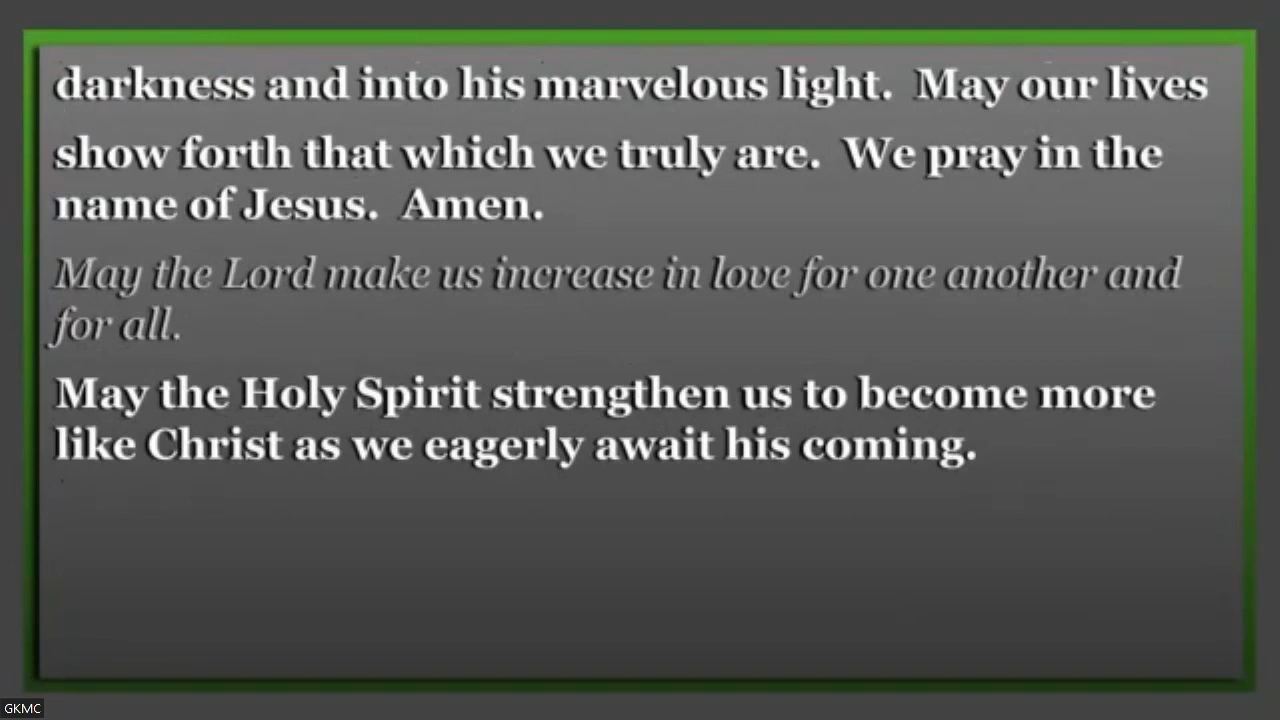 darkness and into his marvelous light.  May our lives
show forth that which we truly are.  We pray in the
name of Jesus.  Amen.
May the Lord make us increase in love for one another and
for all.
May the Holy Spirit strengthen us to become more
like Christ as we eagerly await his coming.
GKMC